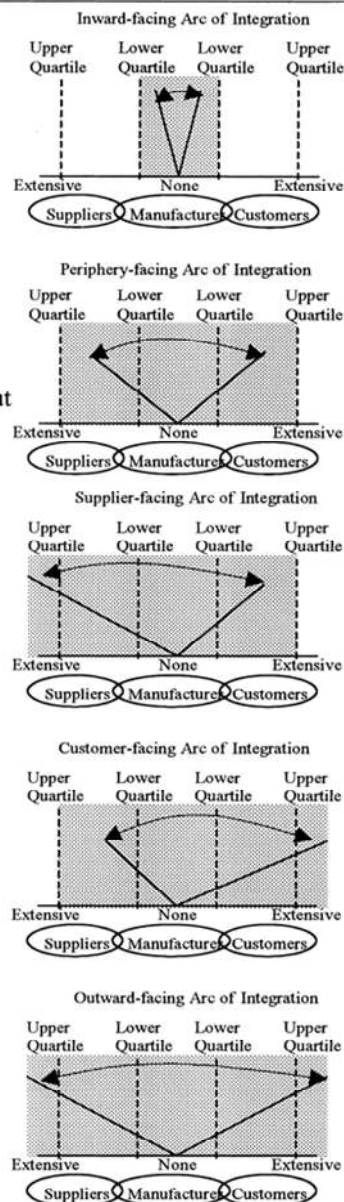 Inward-facing Arc of Integration
Upper Lower Lower Upper
Quartile Quartile Quartile Quartile
Extensive None Extensive
Suppliers Manufacturer Customers
Periphery-facing Arc of Integration
Upper Lower Lower Upper
Quartile Quartile Quartile Quartile
ut
Extensive None Extensive
Suppliers Manufacturer Customers
Supplier-facing Arc of Integration
Upper Lower Lower Upper
Quartile Quartile Quartile Quartile
Extensive None Extensive
Suppliers Manufacturer Customers
Customer-facing Arc of Integration
Upper Lower Lower Upper
Quartile Quartile Quartile Quartile
Extensive None Extensive
Suppliers Manufacturer Customers
Outward-facing Arc of Integration
Upper Lower Lower Upper
Quartile Quartile Quartile Quartile
Extensive None Extensive
Suppliers Manufacturer Customers